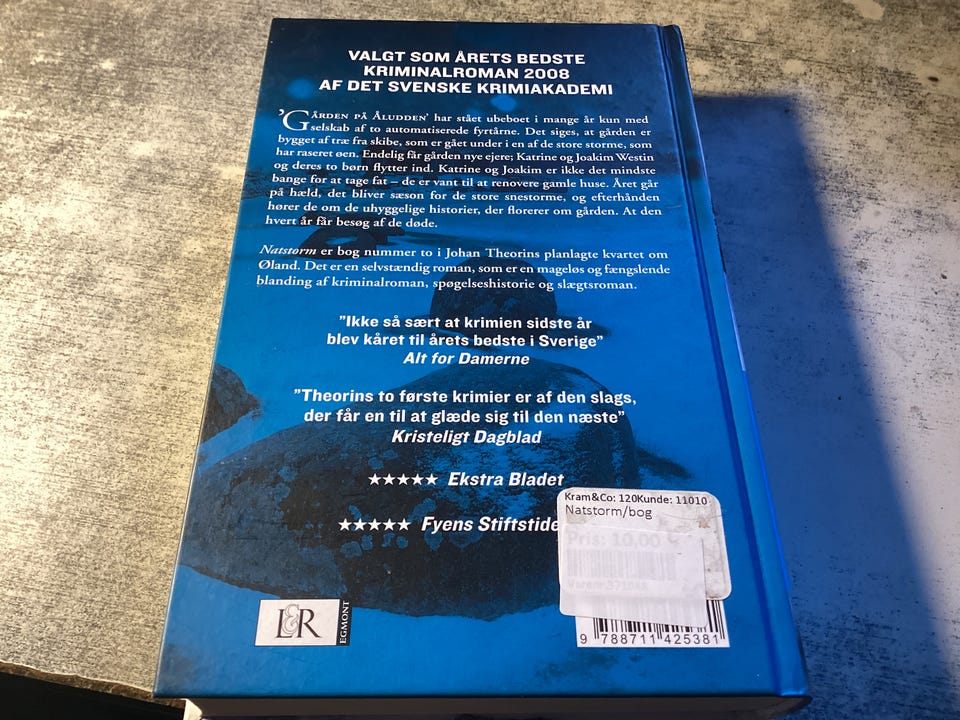 VALGT SOM ÅRETS BEDSTE
KRIMINALROMAN 2008
AF DET SVENSKE KRIMIAKADEMI
'GÅRDEN PÅ ÅLUDDEN' har stået ubeboet i mange år kun med
selskab af to automatiserede fyrtårne. Det siges, at gården er
bygget af træ fra skibe, som er gået under i en af de store storme, som
har raseret øen. Endelig får gården nye ejere; Katrine og Joakim Westin
og deres to børn flytter ind. Katrine og Joakim er ikke det mindste
bange for at tage fat – de er vant til at renovere gamle huse. Året går
på hæld, det bliver sæson for de store snestorme, og efterhånden
hører de om de uhyggelige historier, der florerer om gården. At den
hvert år får besøg af de døde.
Natstorm er bog nummer to i Johan Theorins planlagte kvartet om
Øland. Det er en selvstændig roman, som er en mageløs og fængslende
blanding af kriminalroman, spøgelseshistorie og slægtsroman.
"Ikke så sært at krimien sidste år
blev kåret til årets bedste i Sverige"
Alt for Damerne
"Theorins to første krimier er af den slags,
der får en til at glæde sig til den næste"
Kristeligt Dagblad
★★★★★ Ekstra Bladet
★★★★★ Fyens Stiftstide
Kram&Co: 120Kunde: 11010
Natstorm/bog
Pris: 10,00
L&R
EGMONT
9 788711 425381